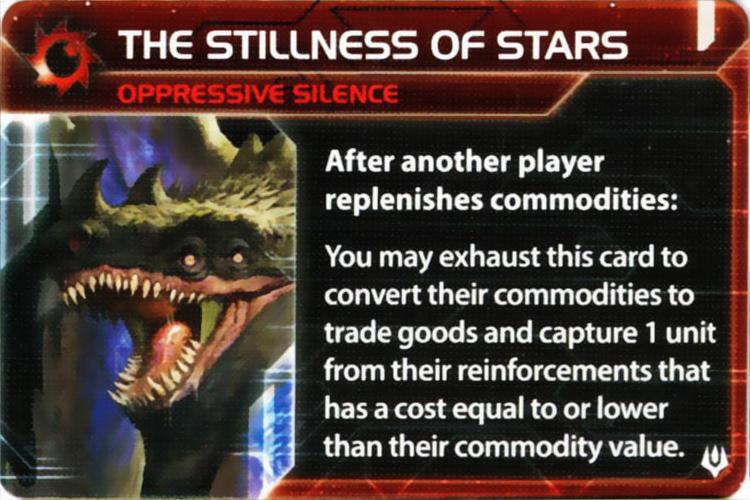 THE STILLNESS OF STARS
OPPRESSIVE SILENCE
After another player
replenishes commodities:
You may exhaust this card to
convert their commodities to
trade goods and capture 1 unit
from their reinforcements that
has a cost equal to or lower
than their commodity value.